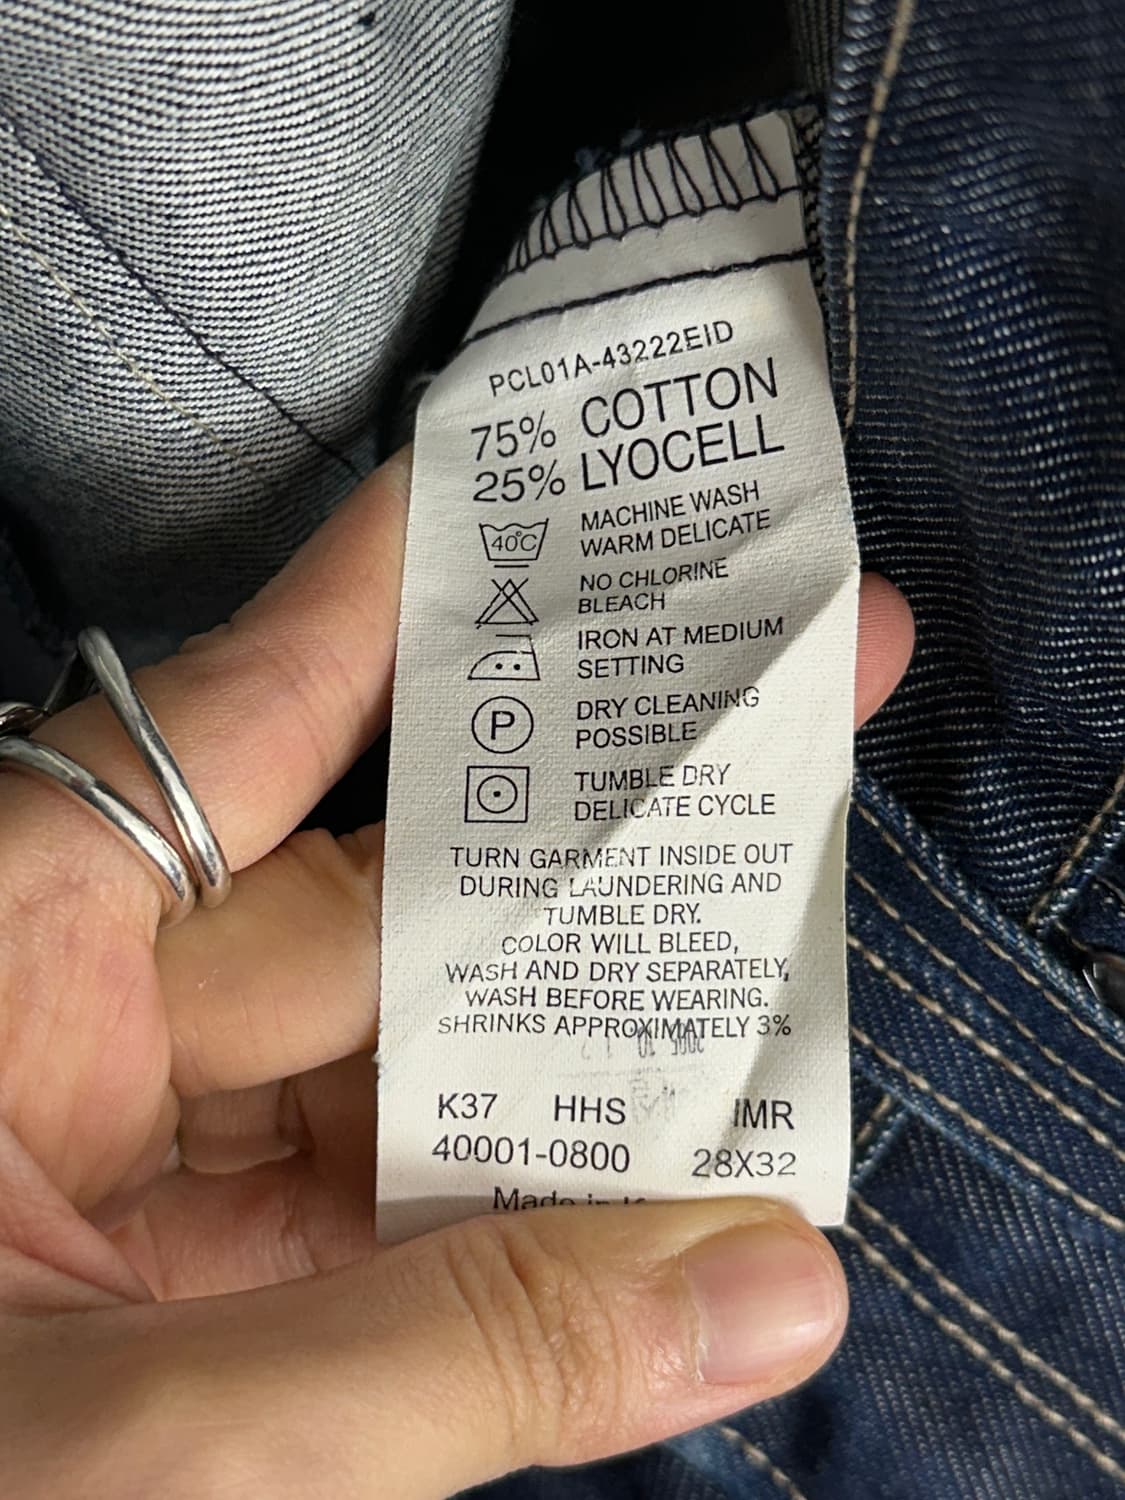 PCL01A-43222EID
75% COTTON
25% LYOCELL
40°C MACHINE WASH
WARM DELICATE
NO CHLORINE
BLEACH
IRON AT MEDIUM
SETTING
P DRY CLEANING
POSSIBLE
TUMBLE DRY
DELICATE CYCLE
TURN GARMENT INSIDE OUT
DURING LAUNDERING AND
TUMBLE DRY.
COLOR WILL BLEED,
WASH AND DRY SEPARATELY,
WASH BEFORE WEARING.
SHRINKS APPROXIMATELY 3%
K37 HHS IMR
40001-0800 28X32
Made in